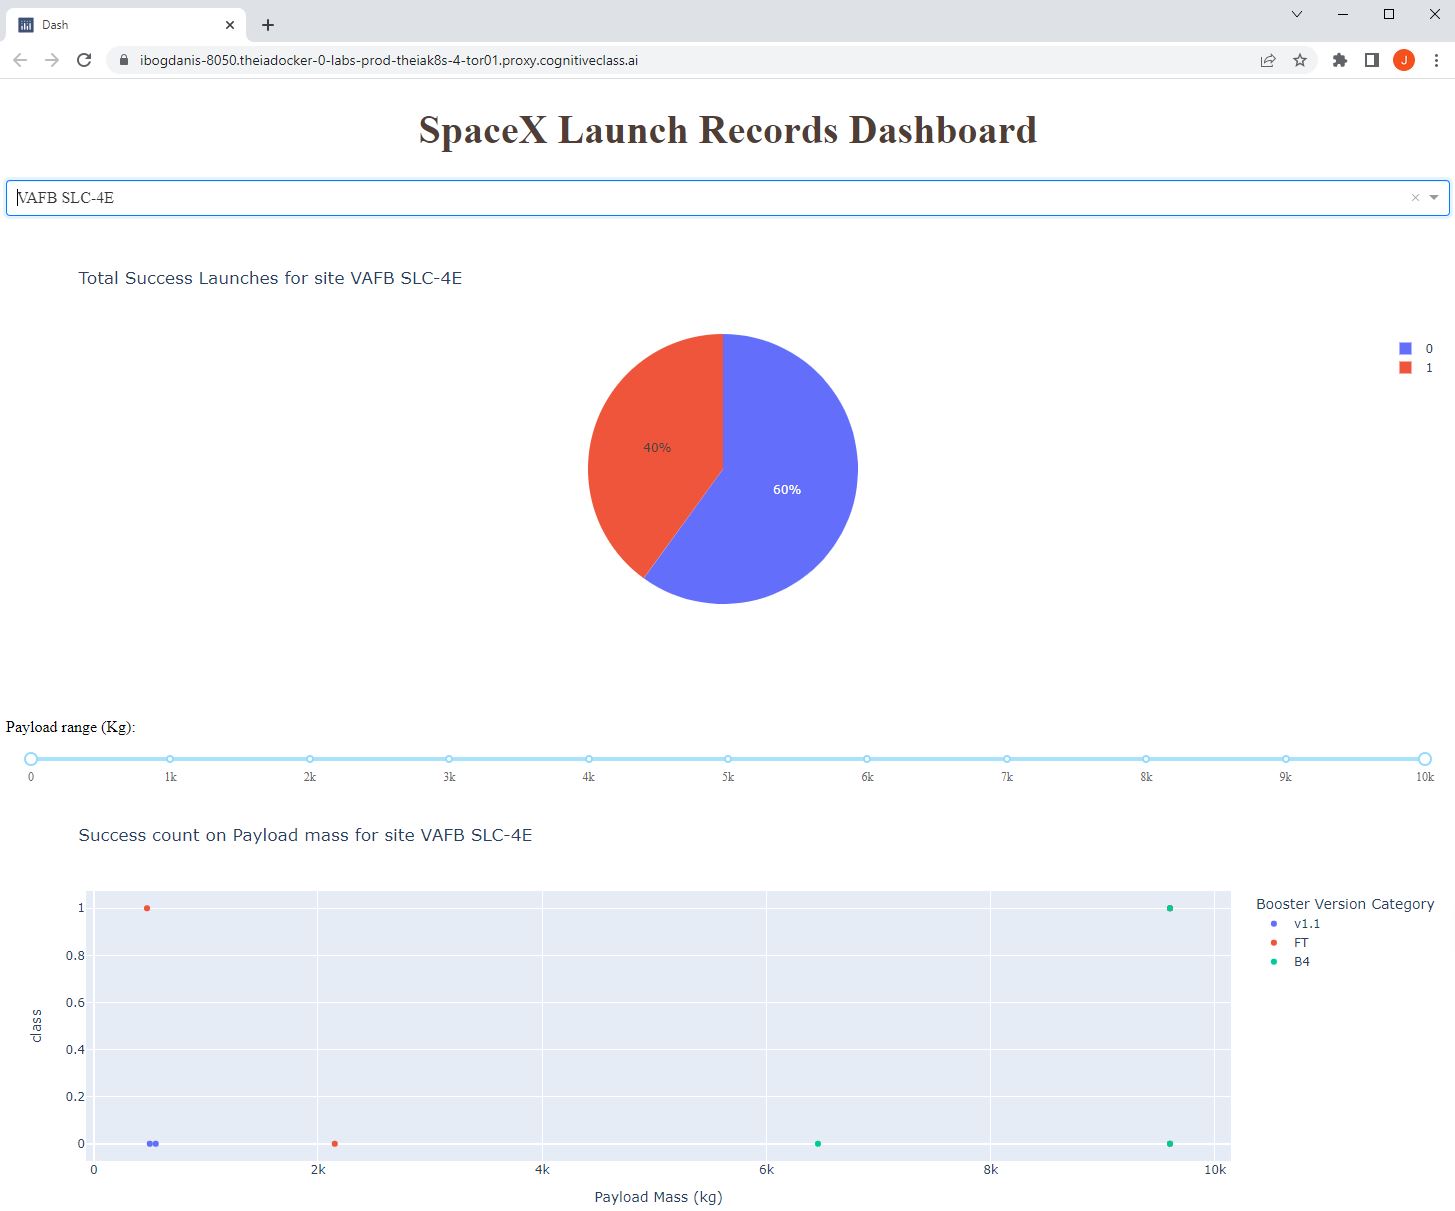 Dash
ibogdanis-8050.theiadocker-0-labs-prod-theiak8s-4-tor01.proxy.cognitiveclass.ai
J
SpaceX Launch Records Dashboard
VAFB SLC-4E
Total Success Launches for site VAFB SLC-4E
0
1
40%
60%
Payload range (Kg):
0 1k 2k 3k 4k 5k 6k 7k 8k 9k 10k
Success count on Payload mass for site VAFB SLC-4E
Booster Version Category
v1.1
FT
B4
class
1
0.8
0.6
0.4
0.2
0
0 2k 4k 6k 8k 10k
Payload Mass (kg)